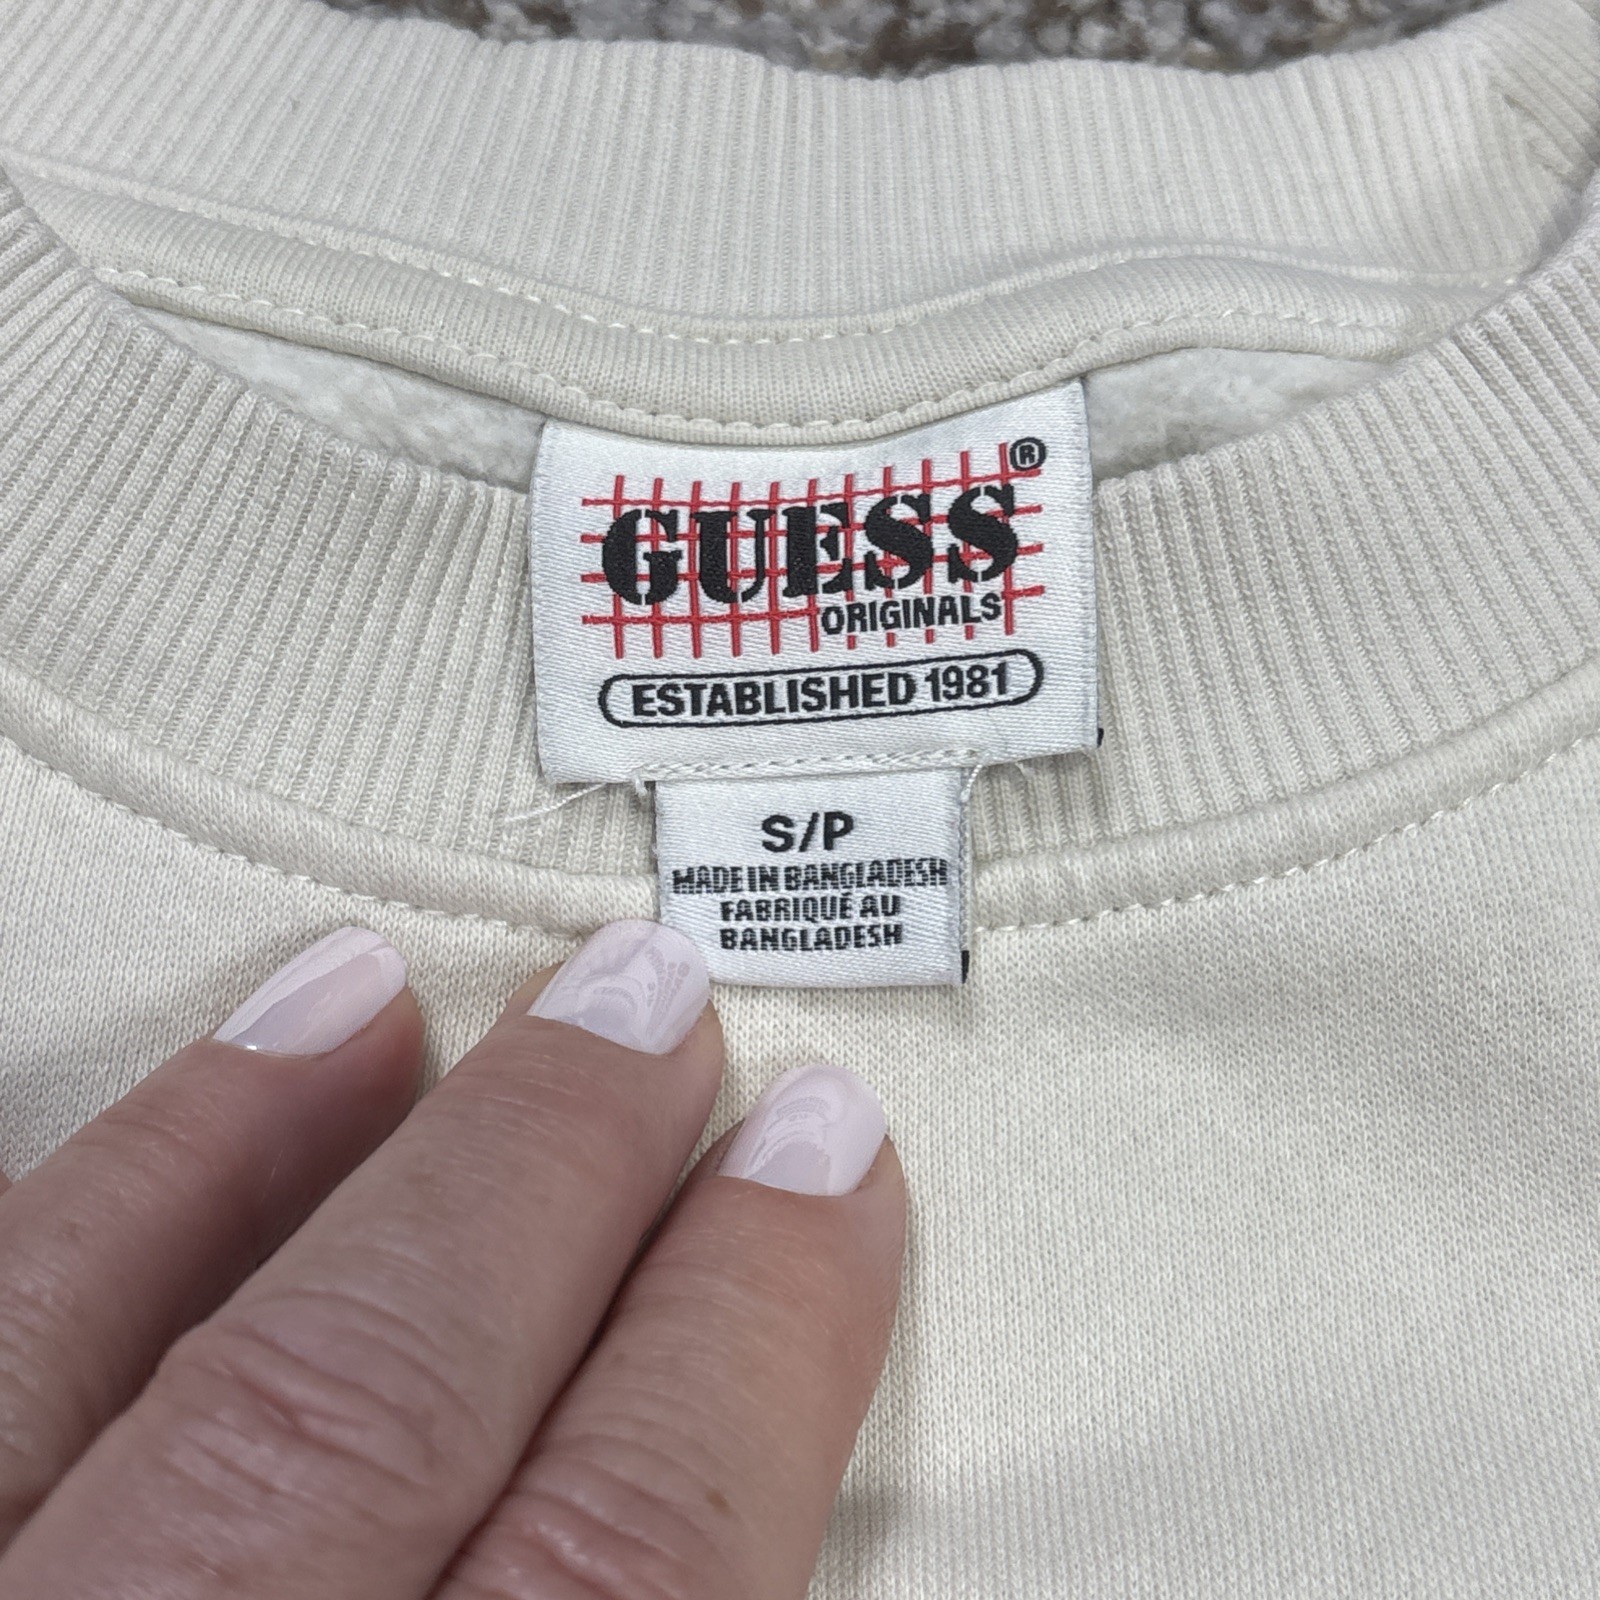 GUESS®
ORIGINALS
ESTABLISHED 1981
S/P
MADE IN BANGLADESH
FABRIQUÉ AU
BANGLADESH